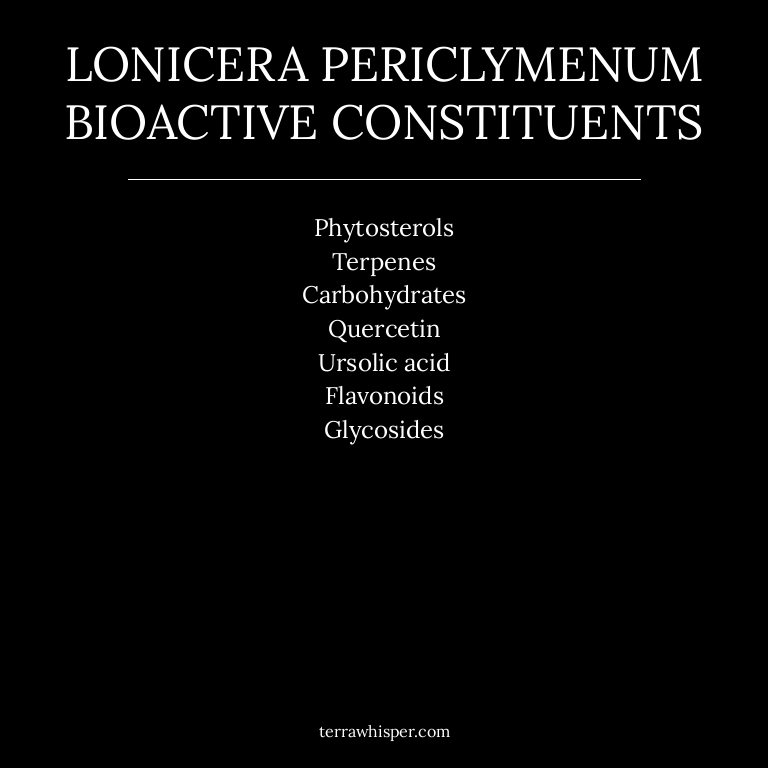 LONICERA PERICLYMENUM
BIOACTIVE CONSTITUENTS
Phytosterols
Terpenes
Carbohydrates
Quercetin
Ursolic acid
Flavonoids
Glycosides
terrawhisper.com